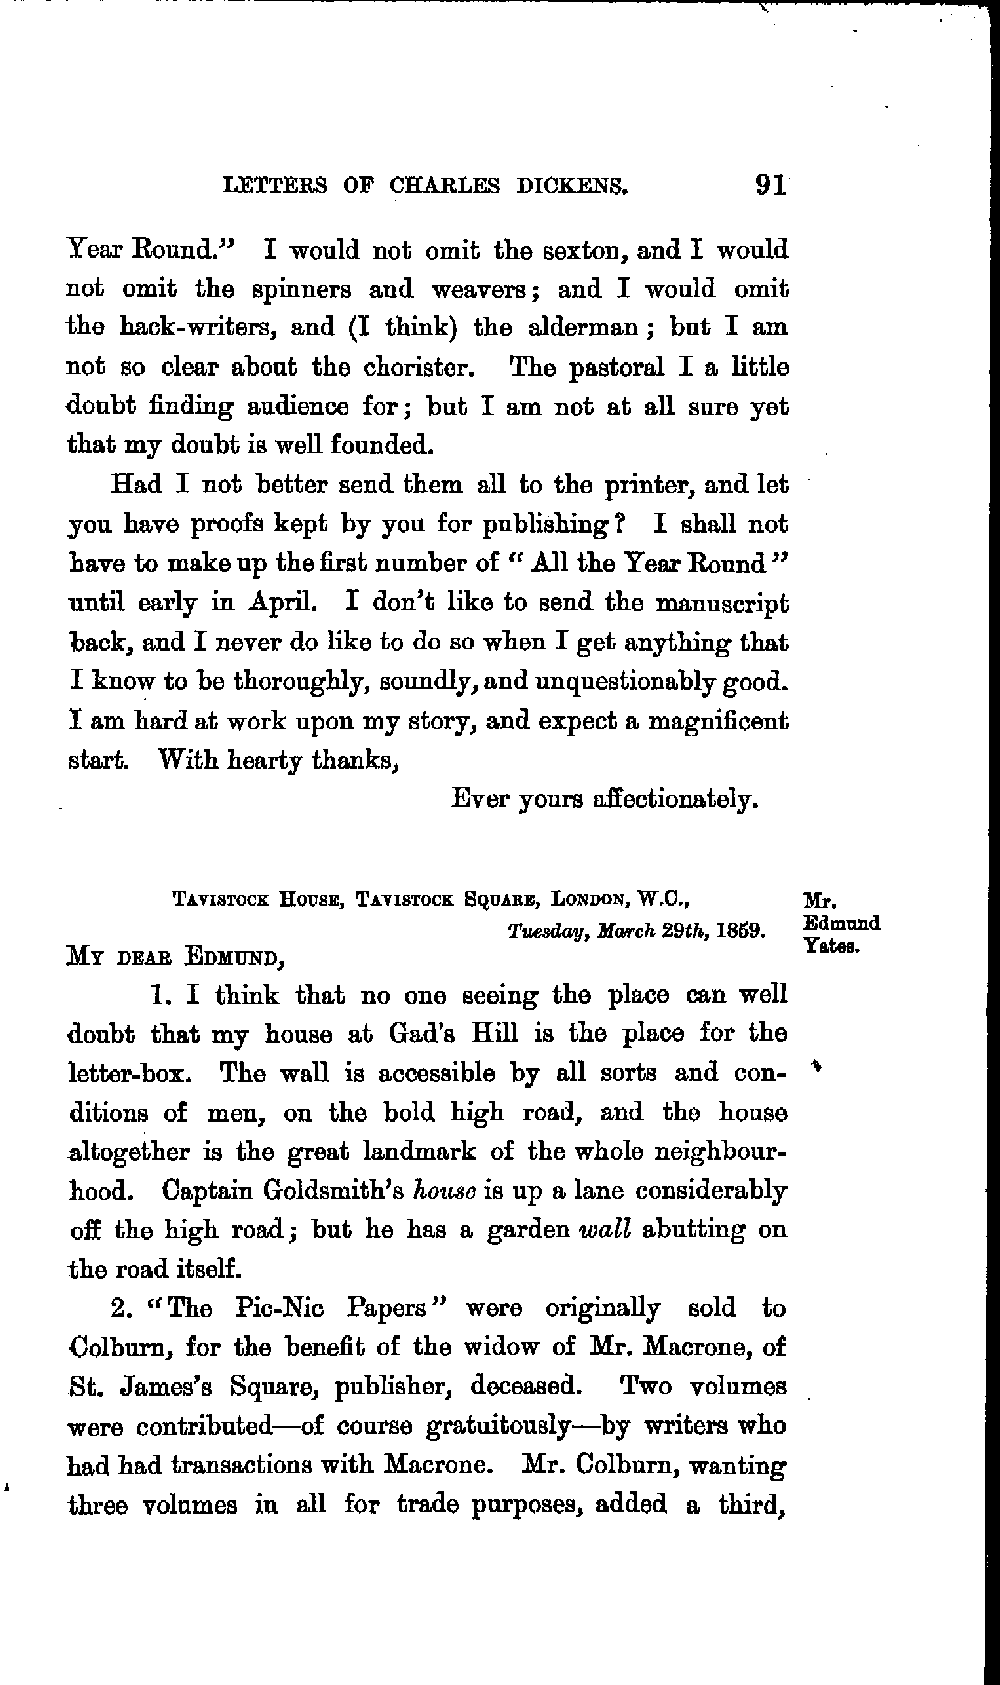 LETTERS OF CHARLES DICKENS. 91
Year Round." I would not omit the sexton, and I would
not omit the spinners and weavers; and I would omit
the hack-writers, and (I think) the alderman; but I am
not so clear about the chorister. The pastoral I a little
doubt finding audience for; but I am not at all sure yet
that my doubt is well founded.
Had I not better send them all to the printer, and let
you have proofs kept by you for publishing? I shall not
have to make up the first number of "All the Year Round"
until early in April. I don't like to send the manuscript
back, and I never do like to do so when I get anything that
I know to be thoroughly, soundly, and unquestionably good.
I am hard at work upon my story, and expect a magnificent
start. With hearty thanks,
Ever yours affectionately.
TAVISTOCK HOUSE, TAVISTOCK SQUARE, LONDON, W.C.,
Tuesday, March 29th, 1859.
Mr.
Edmund
Yates.
MY DEAR EDMUND,
1. I think that no one seeing the place can well
doubt that my house at Gad's Hill is the place for the
letter-box. The wall is accessible by all sorts and con-
ditions of men, on the bold high road, and the house
altogether is the great landmark of the whole neighbour-
hood. Captain Goldsmith's house is up a lane considerably
off the high road; but he has a garden wall abutting on
the road itself.
2. "The Pic-Nic Papers" were originally sold to
Colburn, for the benefit of the widow of Mr. Macrone, of
St. James's Square, publisher, deceased. Two volumes
were contributed—of course gratuitously—by writers who
had had transactions with Macrone. Mr. Colburn, wanting
three volumes in all for trade purposes, added a third,